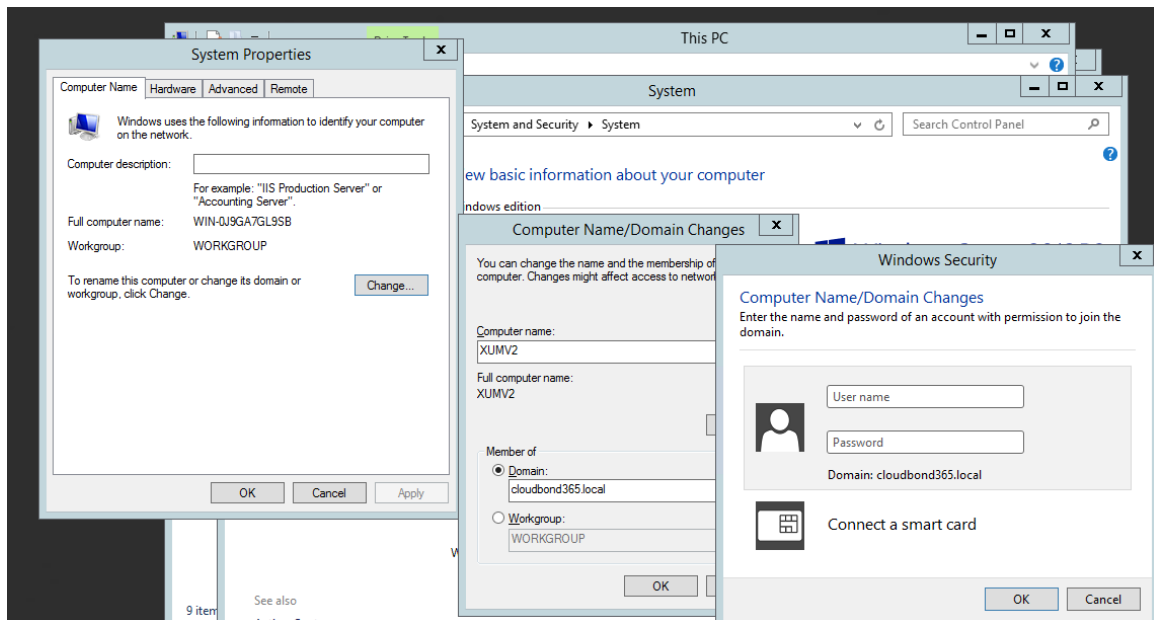 This PC
System Properties
Computer Name
Hardware
Advanced
Remote
Windows uses the following information to identify your computer
on the network.
Computer description:
For example: "IIS Production Server" or
"Accounting Server".
Full computer name:
WIN-0J9GA7GL9SB
Workgroup:
WORKGROUP
To rename this computer or change its domain or
workgroup, click Change.
Change...
OK
Cancel
Apply
System
System and Security
System
Search Control Panel
ew basic information about your computer
ndows edition
Computer Name/Domain Changes
You can change the name and the membership of
computer. Changes might affect access to networ
Computer name:
XUMV2
Full computer name:
XUMV2
Member of
Domain:
cloudbond365.local
Workgroup:
WORKGROUP
OK
Windows Security
Computer Name/Domain Changes
Enter the name and password of an account with permission to join the
domain.
User name
Password
Domain: cloudbond365.local
Connect a smart card
OK
Cancel
9 item
See also